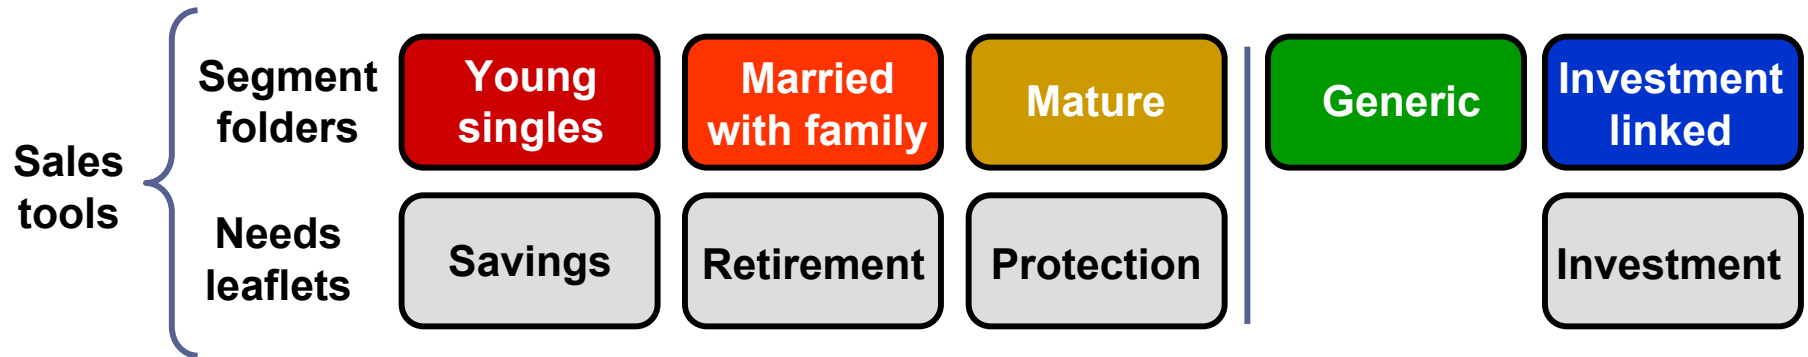 Sales
tools
Segment
folders
Young
singles
Married
with family
Mature
Generic
Investment
linked
Needs
leaflets
Savings
Retirement
Protection
Investment